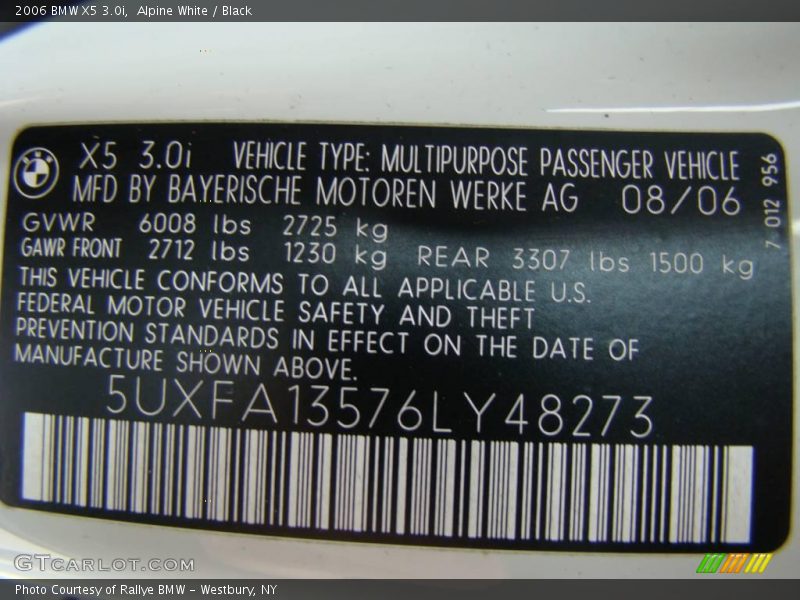 2006 BMW X5 3.0i, Alpine White / Black
X5 3.0i VEHICLE TYPE: MULTIPURPOSE PASSENGER VEHICLE
MFD BY BAYERISCHE MOTOREN WERKE AG 08/06
GVWR 6008 lbs 2725 kg
GAWR FRONT 2712 lbs 1230 kg REAR 3307 lbs 1500 kg
THIS VEHICLE CONFORMS TO ALL APPLICABLE U.S.
FEDERAL MOTOR VEHICLE SAFETY AND THEFT
PREVENTION STANDARDS IN EFFECT ON THE DATE OF
MANUFACTURE SHOWN ABOVE.
5UXFA13576LY48273
7 012 956
GTCARLOT.COM
Photo Courtesy of Rallye BMW - Westbury, NY